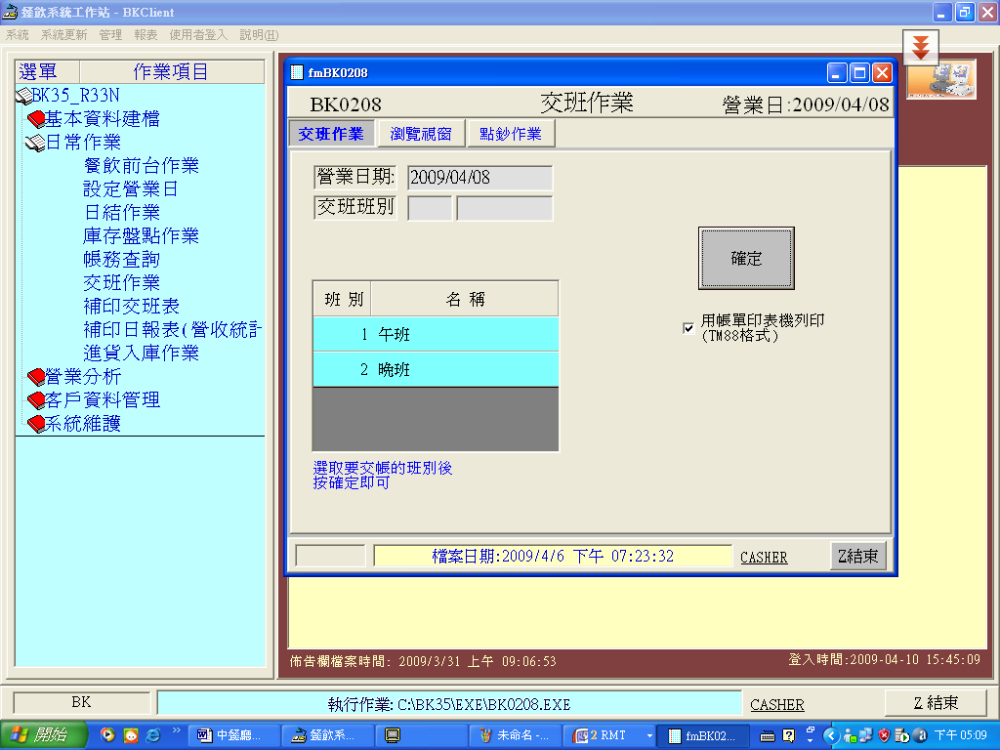 餐飲系統工作站 - BKClient
系統 系統更新 管理 報表 使用者登入 說明(H)
選單 作業項目
BK35_R33N
基本資料建檔
日常作業
餐飲前台作業
設定營業日
日結作業
庫存盤點作業
帳務查詢
交班作業
補印交班表
補印日報表(營收統計
進貨入庫作業
營業分析
客戶資料管理
系統維護
fmBK0208
BK0208 交班作業 營業日:2009/04/08
交班作業 瀏覽視窗 點鈔作業
營業日期: 2009/04/08
交班班別
確定
用帳單印表機列印
(TM88格式)
班 別 名 稱
1 午班
2 晚班
選取要交帳的班別後
按確定即可
檔案日期:2009/4/6 下午 07:23:32 CASHER Z結束
佈告欄檔案時間: 2009/3/31 上午 09:06:53 登入時間:2009-04-10 15:45:09
BK 執行作業: C:\BK35\EXE\BK0208.EXE CASHER Z 結束
開始 中餐廳... 餐飲系... 未命名 -... 2 RMT fmBK02... 下午 05:09